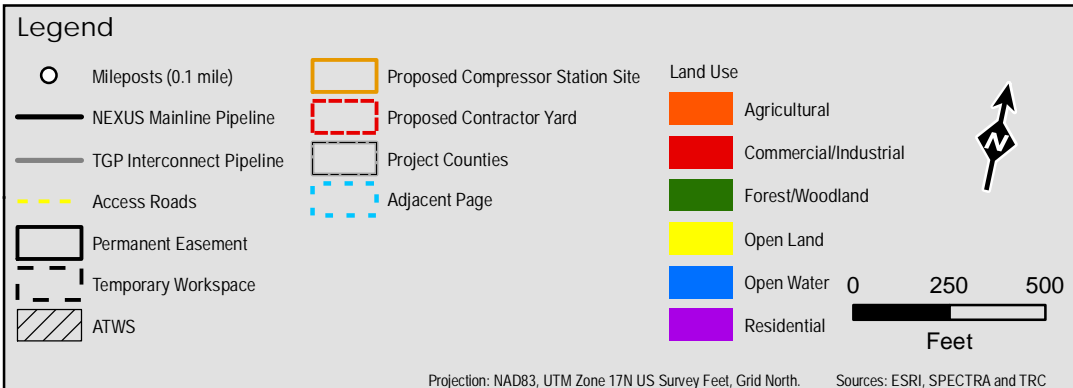 Legend
Mileposts (0.1 mile)
NEXUS Mainline Pipeline
TGP Interconnect Pipeline
Access Roads
Permanent Easement
Temporary Workspace
ATWS
Proposed Compressor Station Site
Proposed Contractor Yard
Project Counties
Adjacent Page
Land Use
Agricultural
Commercial/Industrial
Forest/Woodland
Open Land
Open Water
Residential
N
0 250 500
Feet
Projection: NAD83, UTM Zone 17N US Survey Feet, Grid North. Sources: ESRI, SPECTRA and TRC